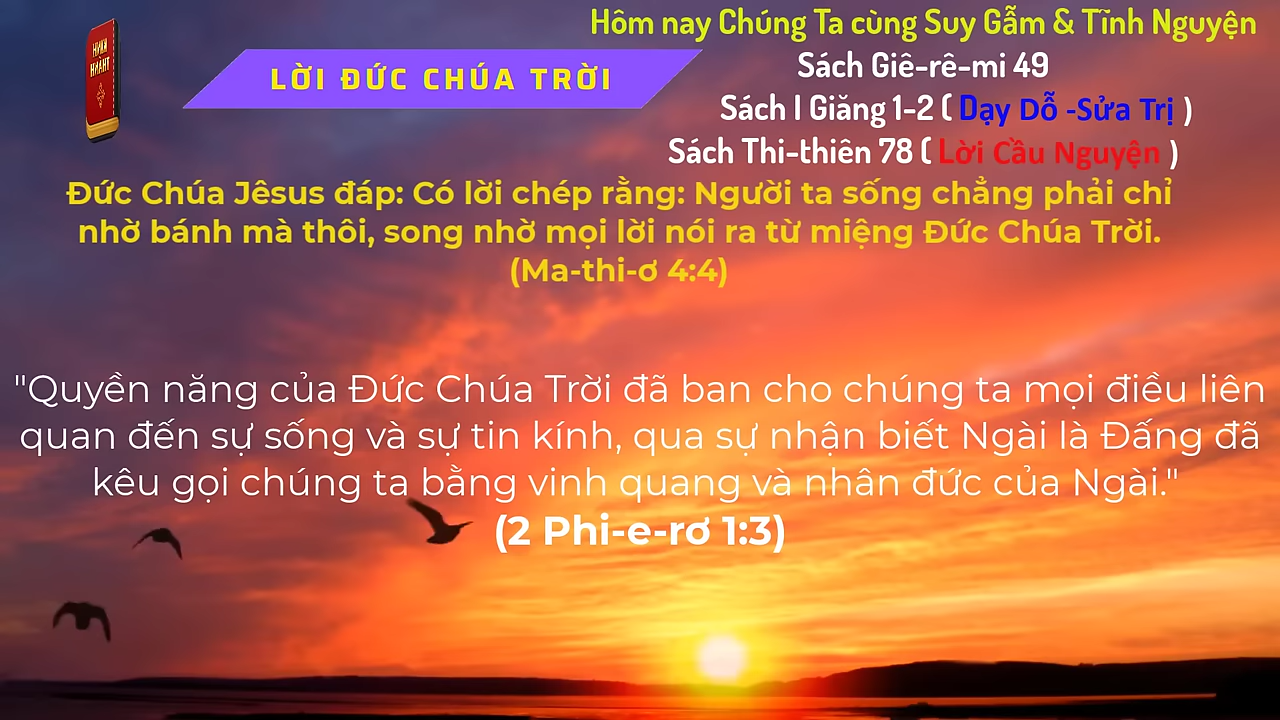 Hôm nay Chúng Ta cùng Suy Gẫm & Tĩnh Nguyện
LỜI ĐỨC CHÚA TRỜI
Sách Giê-rê-mi 49
Sách I Giăng 1-2 ( Dạy Dỗ -Sửa Trị )
Sách Thi-thiên 78 ( Lời Cầu Nguyện )
Đức Chúa Jêsus đáp: Có lời chép rằng: Người ta sống chẳng phải chỉ
nhờ bánh mà thôi, song nhờ mọi lời nói ra từ miệng Đức Chúa Trời.
(Ma-thi-ơ 4:4)
"Quyền năng của Đức Chúa Trời đã ban cho chúng ta mọi điều liên
quan đến sự sống và sự tin kính, qua sự nhận biết Ngài là Đấng đã
kêu gọi chúng ta bằng vinh quang và nhân đức của Ngài."
(2 Phi-e-rơ 1:3)